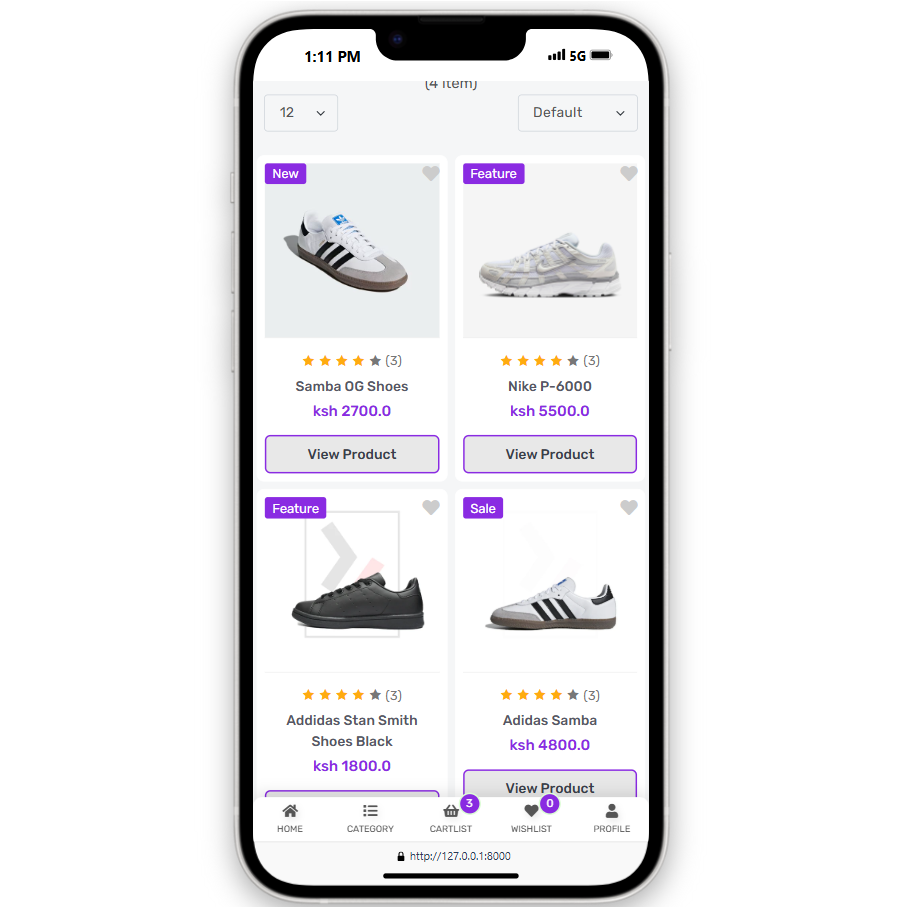 1:11 PM
5G
(4 item)
12
Default
New
Feature
(3)
(3)
Samba OG Shoes
Nike P-6000
ksh 2700.0
ksh 5500.0
View Product
View Product
Feature
Sale
(3)
(3)
Addidas Stan Smith
Shoes Black
ksh 1800.0
Adidas Samba
ksh 4800.0
View Product
3
0
HOME
CATEGORY
CARTLIST
WISHLIST
PROFILE
http://127.0.0.1:8000